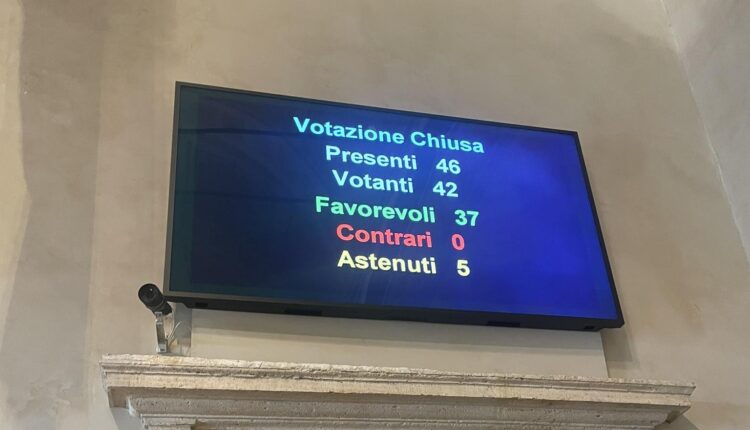 Votazione Chiusa
Presenti 46
Votanti 42
Favorevoli 37
Contrari 0
Astenuti 5